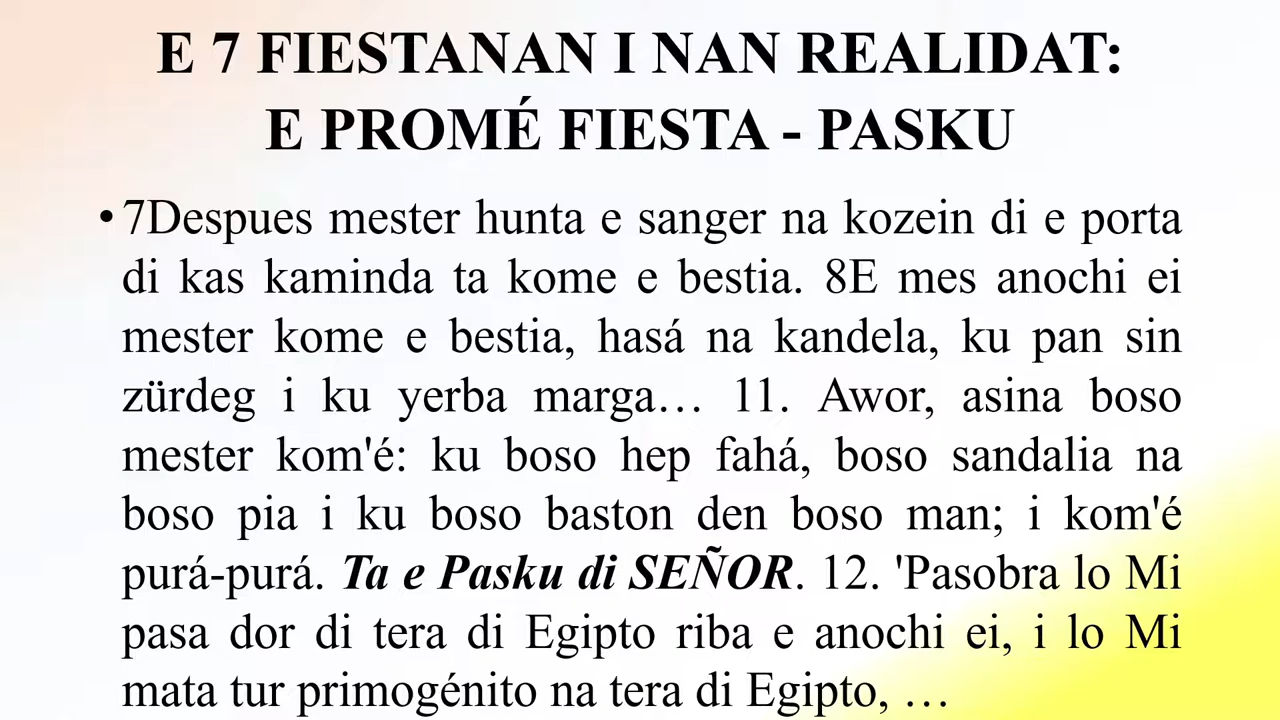 E 7 FIESTANAN I NAN REALIDAT:
E PROMÉ FIESTA - PASKU
• 7Despues mester hunta e sanger na kozein di e porta
di kas kaminda ta kome e bestia. 8E mes anochi ei
mester kome e bestia, hasá na kandela, ku pan sin
zürdeg i ku yerba marga… 11. Awor, asina boso
mester kom'é: ku boso hep fahá, boso sandalia na
boso pia i ku boso baston den boso man; i kom'é
purá-purá. Ta e Pasku di SEÑOR. 12. 'Pasobra lo Mi
pasa dor di tera di Egipto riba e anochi ei, i lo Mi
mata tur primogénito na tera di Egipto, …